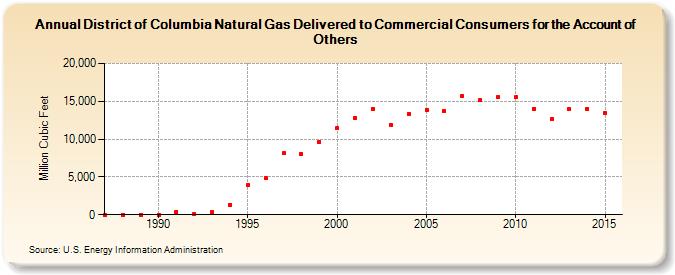 Annual District of Columbia Natural Gas Delivered to Commercial Consumers for the Account of
Others
Million Cubic Feet
20,000
15,000
10,000
5,000
0
1990
1995
2000
2005
2010
2015
Source: U.S. Energy Information Administration